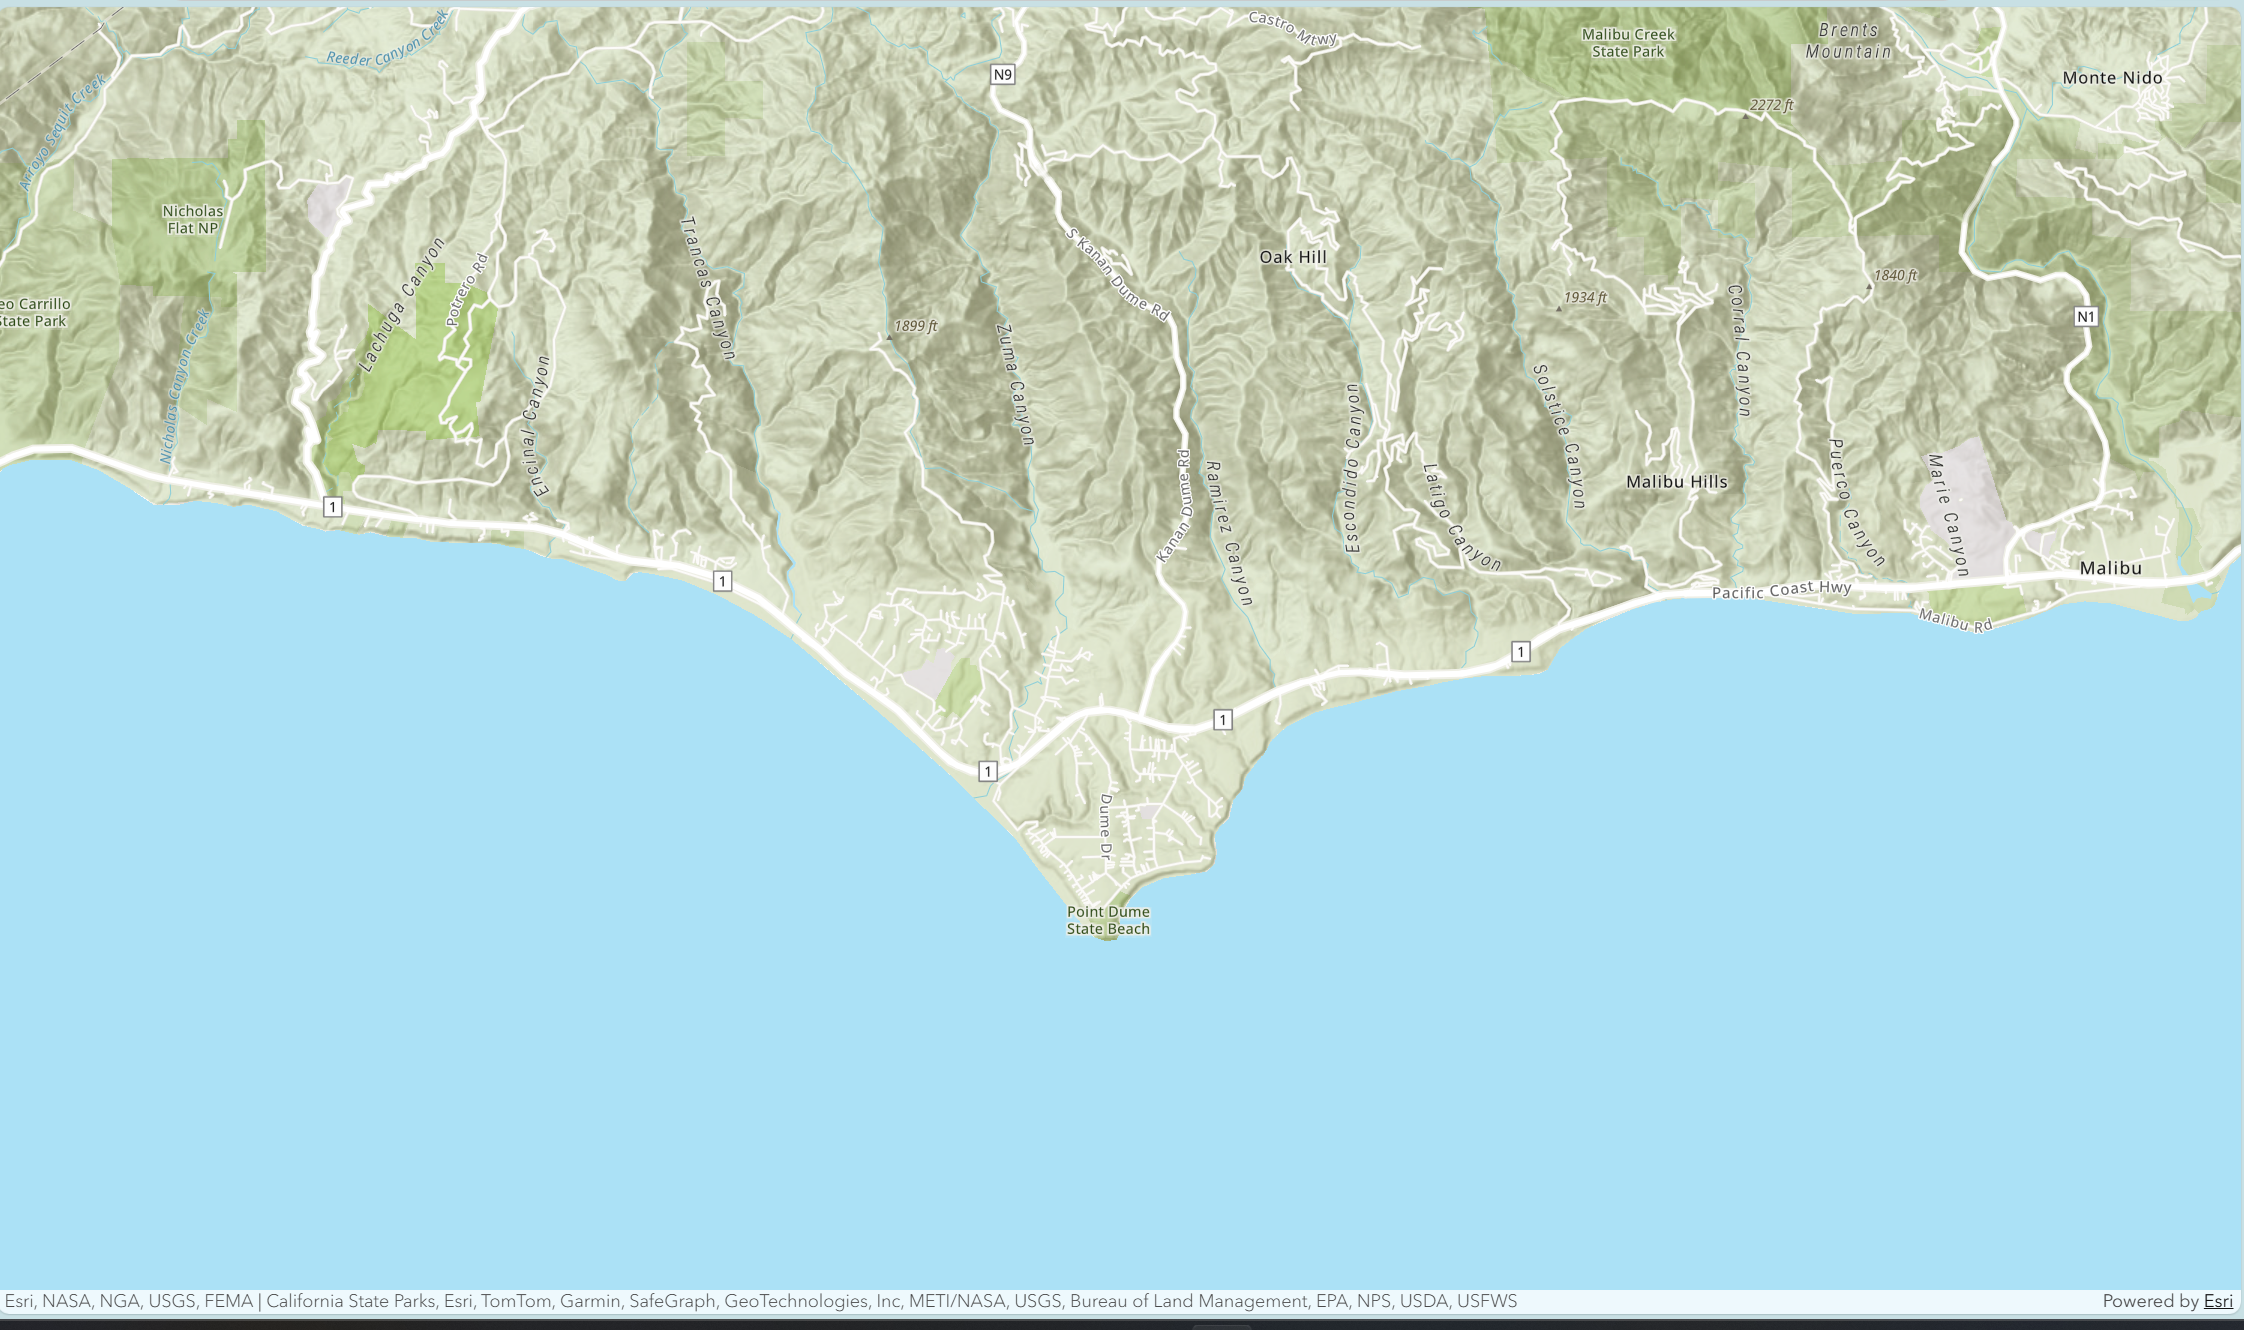 Castro Mtwy
Malibu Creek
State Park
Brents
Mountain
Reeder Canyon Creek
N9
Monte Nido
2272 ft
Arroyo Sequit Creek
Nicholas
Flat NP
Trancas Canyon
S Kanan Dume Rd
Oak Hill
Lachuga Canyon
Potrero Rd
1840 ft
1934 ft
eo Carrillo
State Park
Corral Canyon
N1
1899 ft
Nicholas Canyon Creek
Zuma Canyon
Encinal Canyon
Solstice Canyon
Escondido Canyon
Kanan Dume Rd
Ramirez Canyon
Latigo Canyon
Malibu Hills
Puerco Canyon
Marie Canyon
1
Malibu
1
Pacific Coast Hwy
Malibu Rd
1
1
1
Dume Dr
Point Dume
State Beach
Esri, NASA, NGA, USGS, FEMA | California State Parks, Esri, TomTom, Garmin, SafeGraph, GeoTechnologies, Inc, METI/NASA, USGS, Bureau of Land Management, EPA, NPS, USDA, USFWS
Powered by Esri